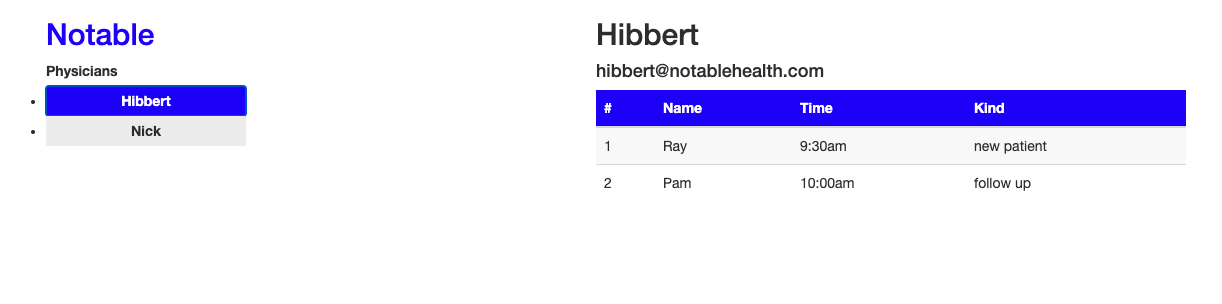 Notable
Physicians
Hibbert
Nick
Hibbert
hibbert@notablehealth.com
# Name Time Kind
1 Ray 9:30am new patient
2 Pam 10:00am follow up